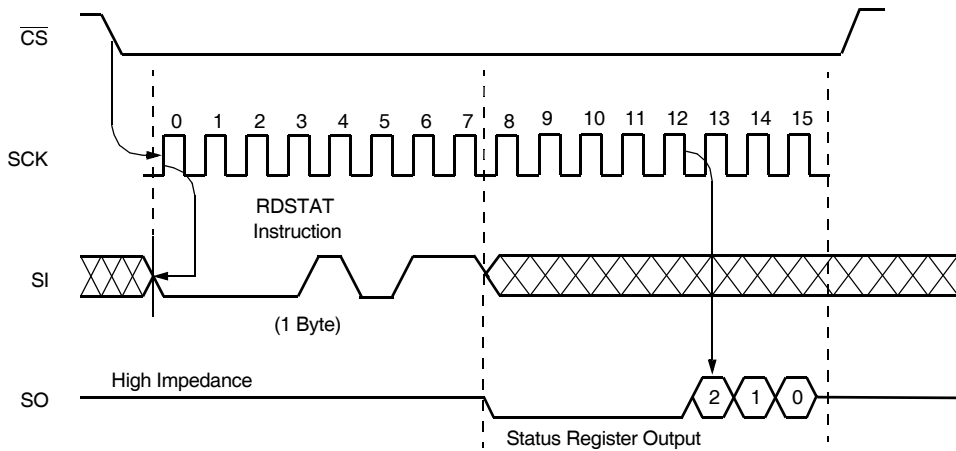 CS
0 1 2 3 4 5 6 7 8 9 10 11 12 13 14 15
SCK
RDSTAT
Instruction
SI
(1 Byte)
High Impedance
SO
2 1 0
Status Register Output